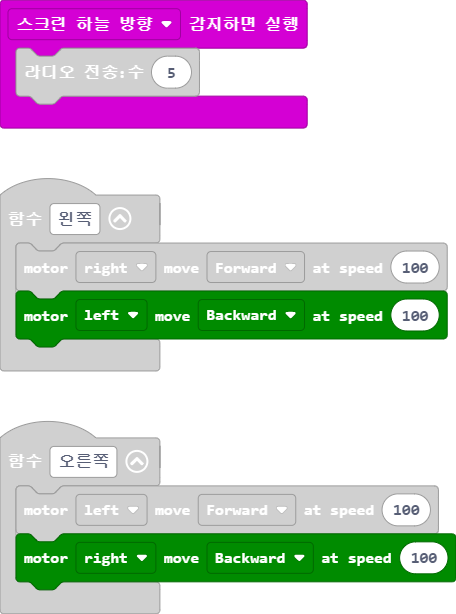 스크린 하늘 방향 감지하면 실행
라디오 전송:수 5
함수 왼쪽
motor right move Forward at speed 100
motor left move Backward at speed 100
함수 오른쪽
motor left move Forward at speed 100
motor right move Backward at speed 100